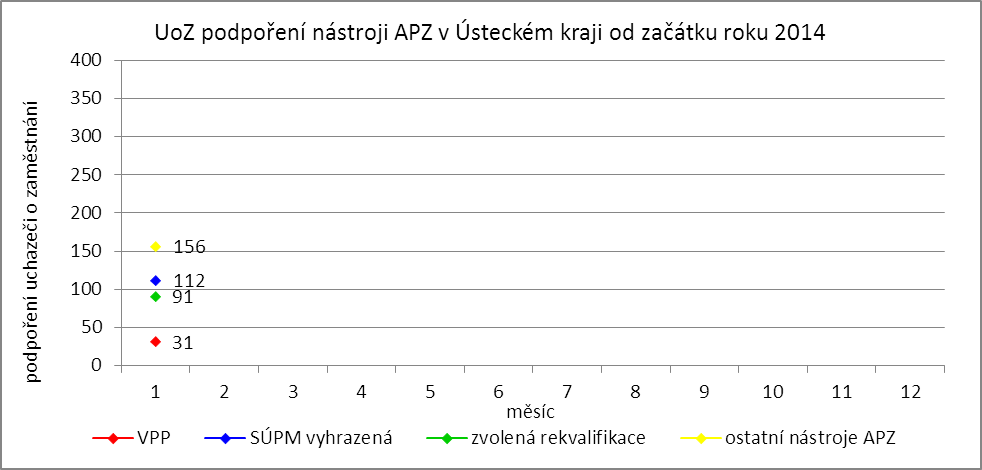 UoZ podpoření nástroji APZ v Ústeckém kraji od začátku roku 2014
podpoření uchazeči o zaměstnání
400
350
300
250
200
150
100
50
0
156
112
91
31
1 2 3 4 5 6 7 8 9 10 11 12
měsíc
VPP SÚPM vyhrazená zvolená rekvalifikace ostatní nástroje APZ